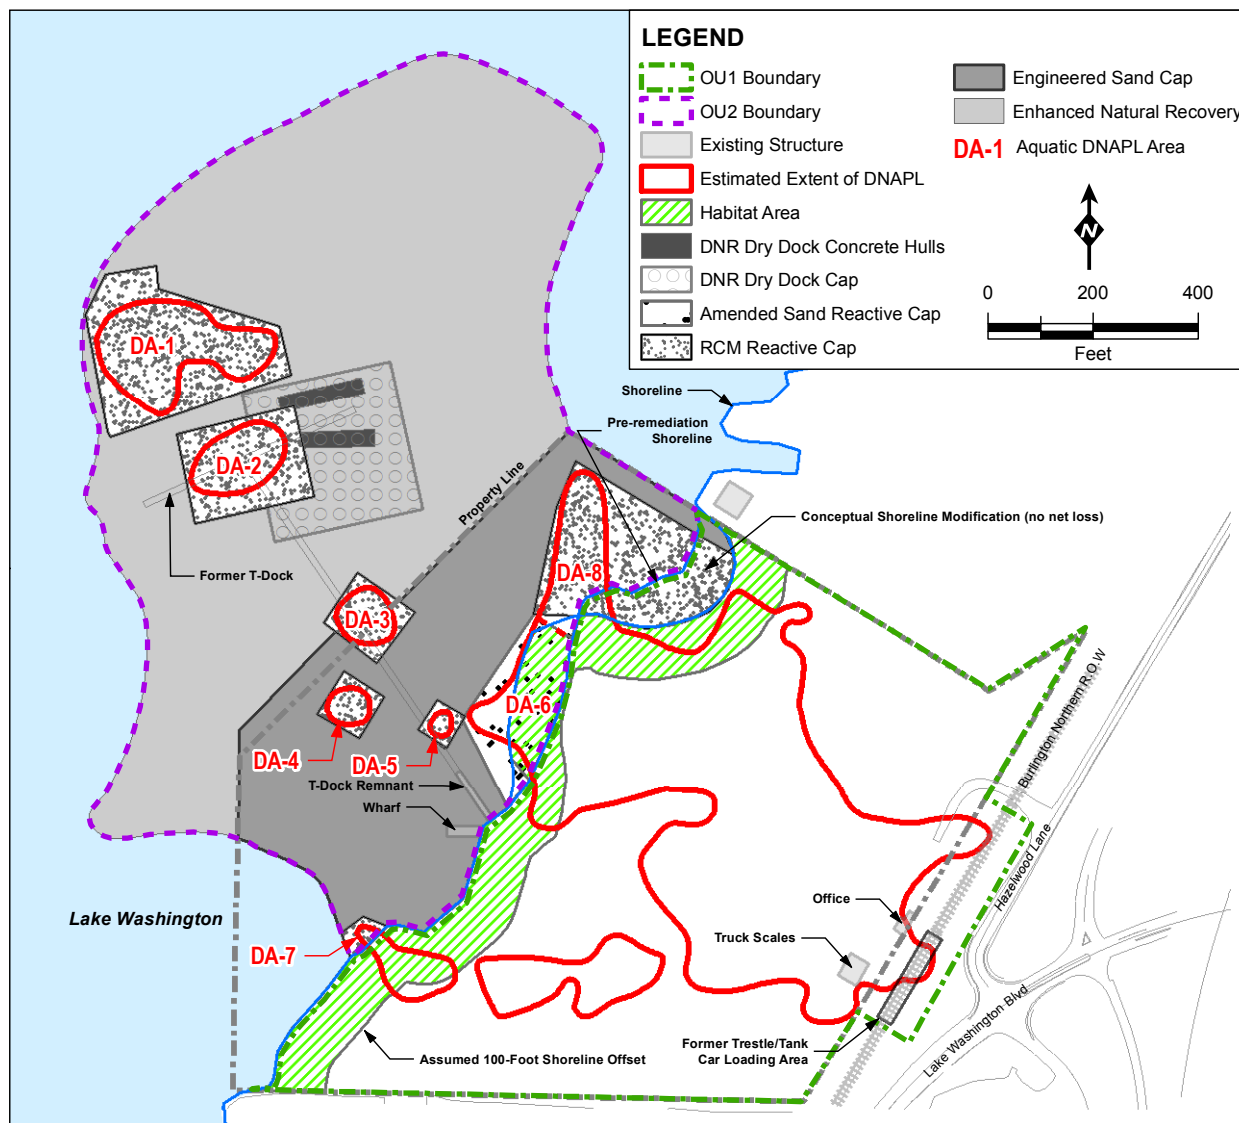 LEGEND
OU1 Boundary
OU2 Boundary
Existing Structure
Estimated Extent of DNAPL
Habitat Area
DNR Dry Dock Concrete Hulls
DNR Dry Dock Cap
Amended Sand Reactive Cap
RCM Reactive Cap
Engineered Sand Cap
Enhanced Natural Recovery
DA-1 Aquatic DNAPL Area
N
0 200 400
Feet
Shoreline
Pre-remediation
Shoreline
DA-1
DA-2
Property Line
Conceptual Shoreline Modification (no net loss)
Former T-Dock
DA-8
DA-3
DA-6
DA-4
DA-5
T-Dock Remnant
Wharf
Burlington Northern R.O.W
Hazelwood Lane
Lake Washington
Office
Truck Scales
DA-7
Assumed 100-Foot Shoreline Offset
Former Trestle/Tank
Car Loading Area
Lake Washington Blvd